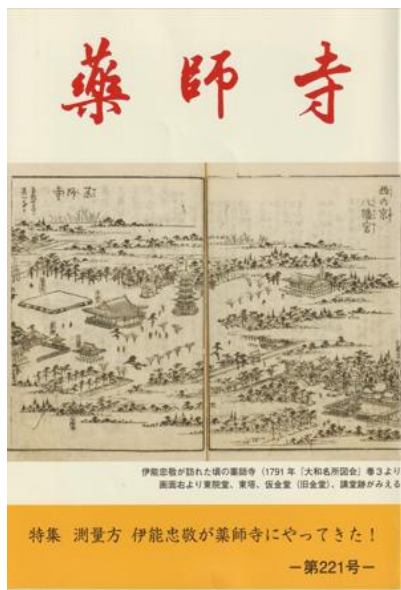 藥師寺
薬師寺
西の京
八幡宮
伊能忠敬が訪れた頃の薬師寺（1791年「大和名所図会」巻3より
画面右より東院堂、東塔、仮金堂（旧金堂）、講堂跡がみえる
特集 測量方 伊能忠敬が薬師寺にやってきた！
－第221号－